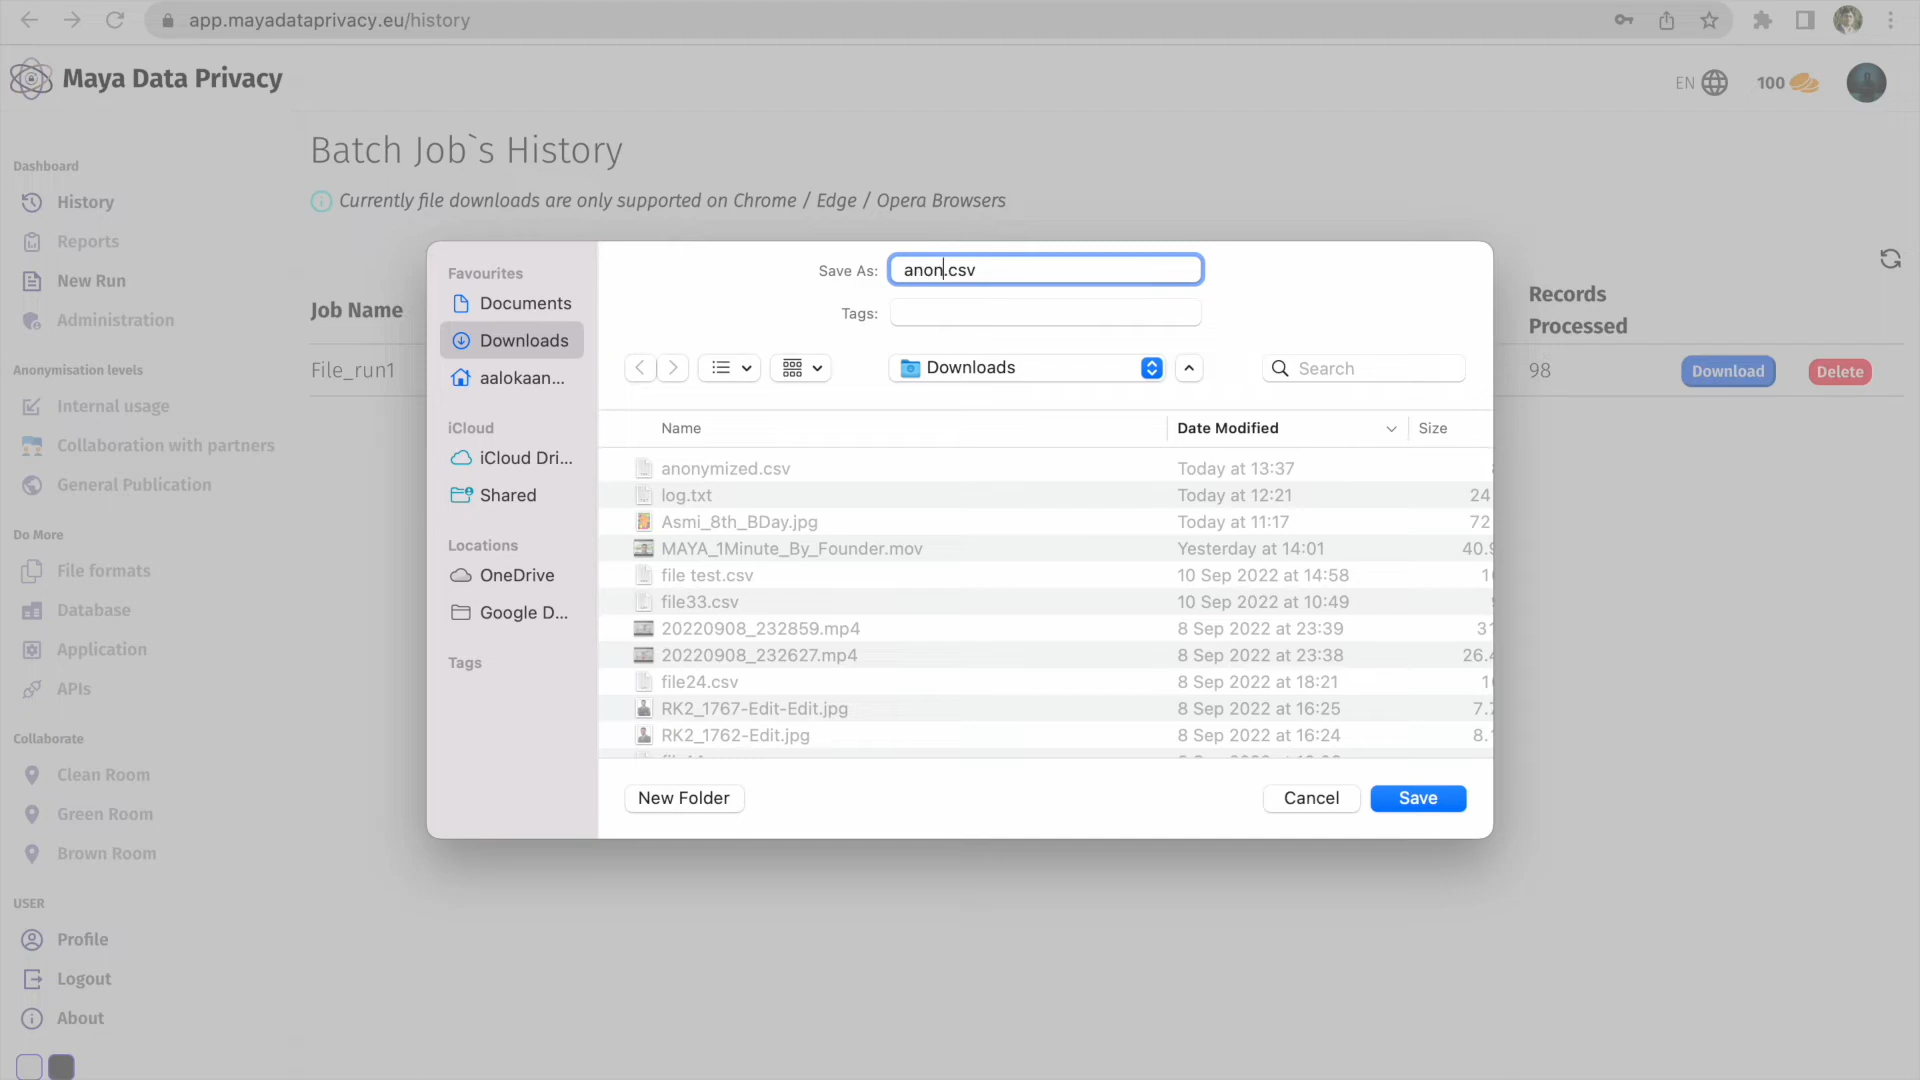 app.mayadataprivacy.eu/history
Maya Data Privacy
EN
100
Batch Job`s History
Currently file downloads are only supported on Chrome / Edge / Opera Browsers
Dashboard
History
Reports
New Run
Administration
Anonymisation levels
Internal usage
Collaboration with partners
General Publication
Do More
File formats
Database
Application
APIs
Collaborate
Clean Room
Green Room
Brown Room
USER
Profile
Logout
About
Job Name
Records
Processed
File_run1
98
Download
Delete
Favourites
Documents
Downloads
aalokaan...
iCloud
iCloud Dri...
Shared
Locations
OneDrive
Google D...
Tags
Save As:
anon.csv
Tags:
Downloads
Search
Name
Date Modified
Size
anonymized.csv Today at 13:37
log.txt Today at 12:21 24
Asmi_8th_BDay.jpg Today at 11:17 72
MAYA_1Minute_By_Founder.mov Yesterday at 14:01 40.9
file test.csv 10 Sep 2022 at 14:58
file33.csv 10 Sep 2022 at 10:49
20220908_232859.mp4 8 Sep 2022 at 23:39 31
20220908_232627.mp4 8 Sep 2022 at 23:38 26.4
file24.csv 8 Sep 2022 at 18:21
RK2_1767-Edit-Edit.jpg 8 Sep 2022 at 16:25 7.7
RK2_1762-Edit.jpg 8 Sep 2022 at 16:24 8.
New Folder
Cancel
Save